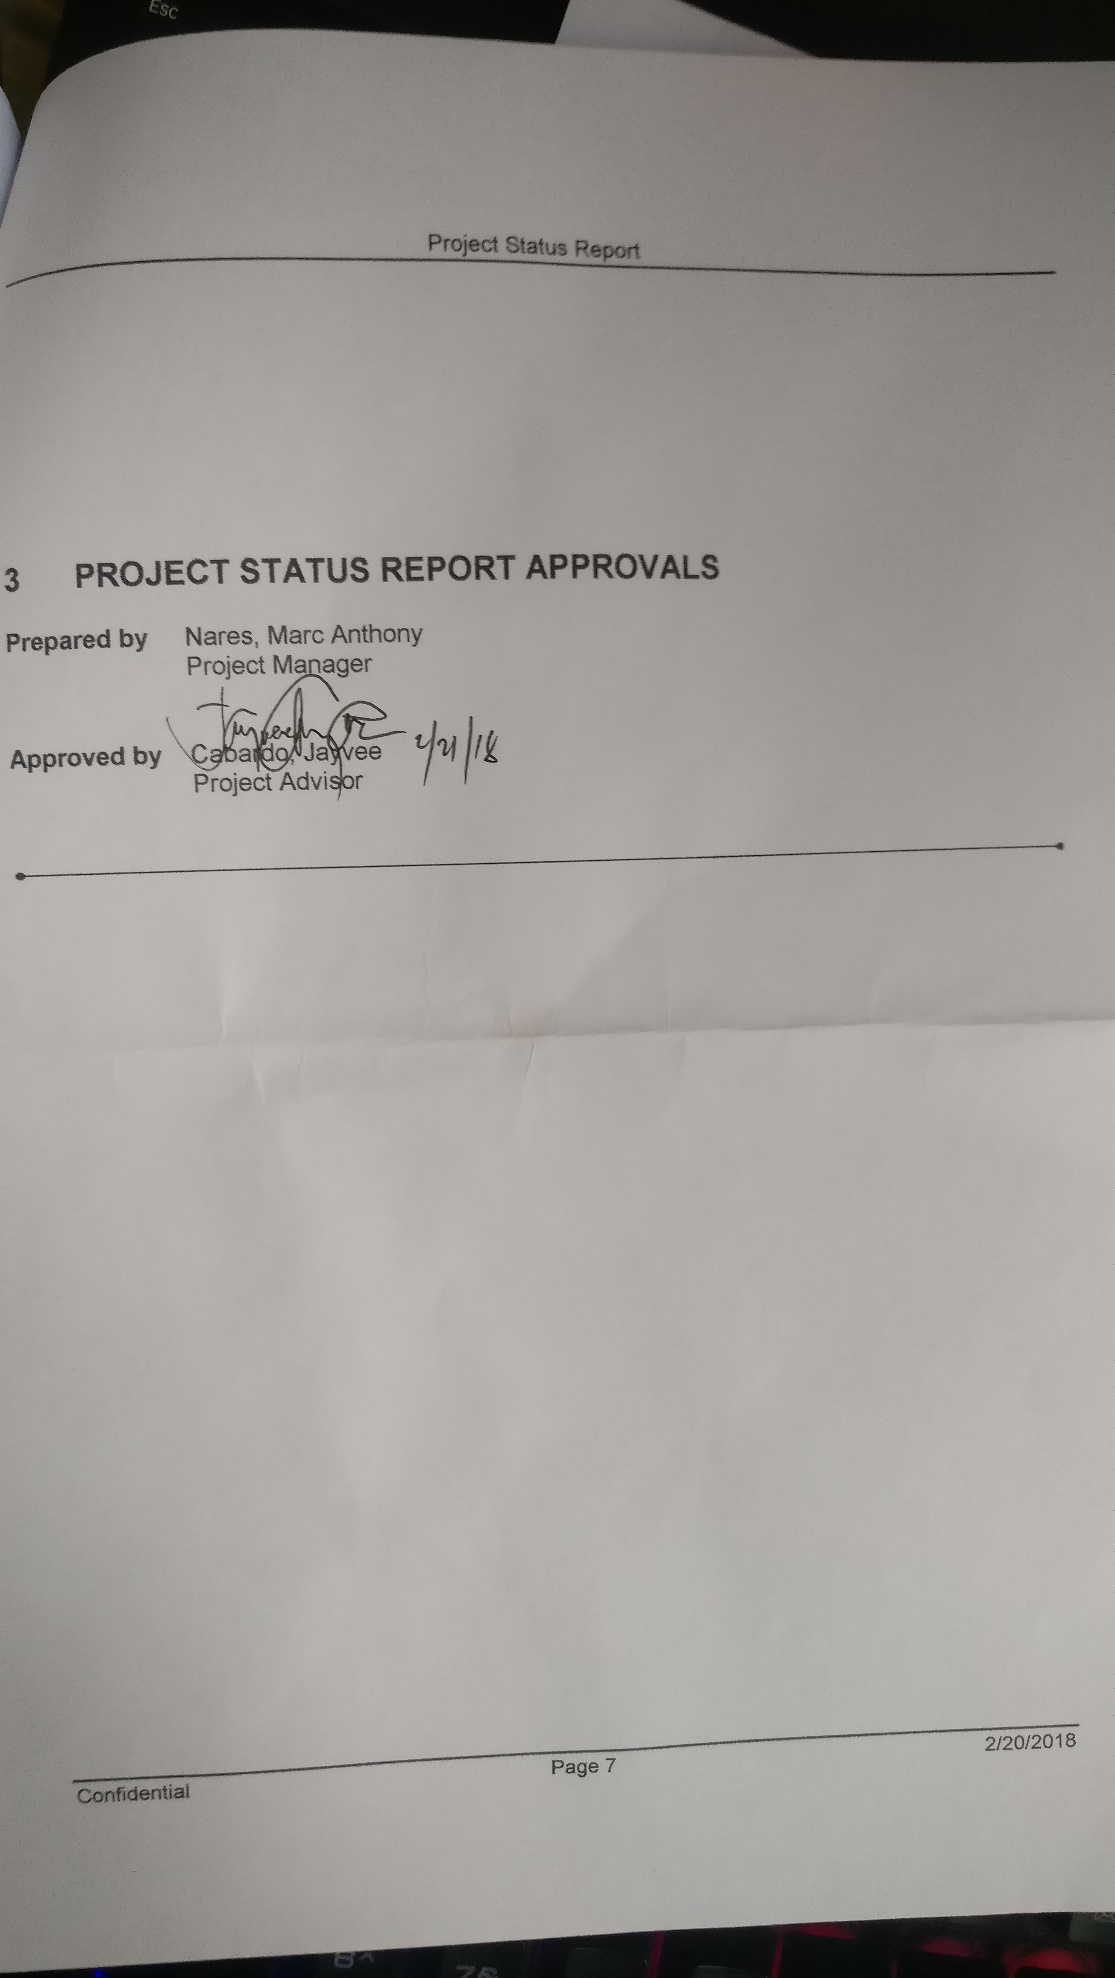 Esc
Project Status Report
3 PROJECT STATUS REPORT APPROVALS
Prepared by Nares, Marc Anthony
Project Manager
2/21/18
Approved by Cabardo, Jayvee
Project Advisor
2/20/2018
Page 7
Confidential